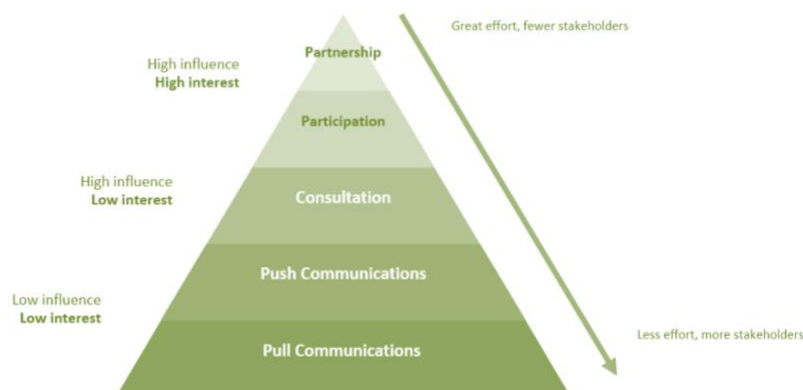 Great effort, fewer stakeholders
Partnership
High influence
High interest
Participation
High influence
Low interest
Consultation
Push Communications
Low influence
Low interest
Less effort, more stakeholders
Pull Communications